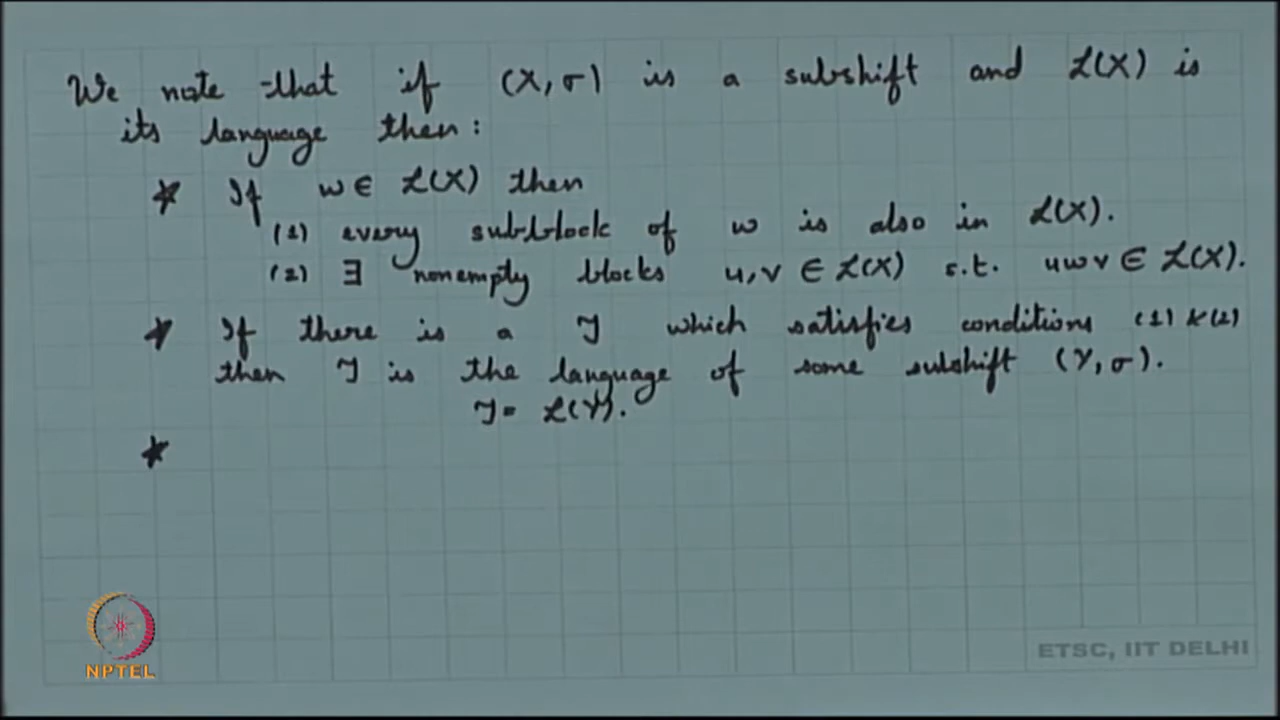 We note that if (X, σ) is a subshift and ℒ(X) is
its language then:
★ If w ∈ ℒ(X) then
(1) every subblock of w is also in ℒ(X).
(2) ∃ nonempty blocks u, v ∈ ℒ(X) s.t. uwv ∈ ℒ(X).
★ If there is a J which satisfies conditions (1) & (2)
then J is the language of some subshift (Y, σ).
J = ℒ(Y).
★
NPTEL
ETSC, IIT DELHI